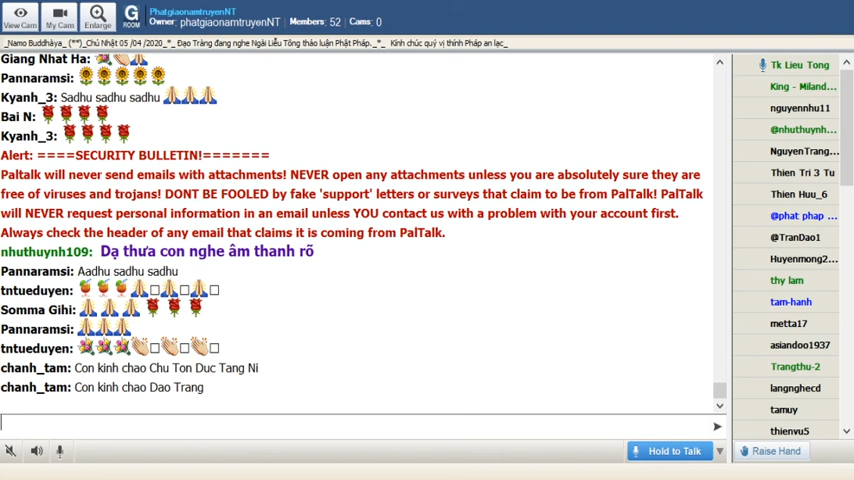 PhatgiaonamtruyenNT
Owner: phatgiaonamtruyenNT Members: 52 Cams: 0
View Cam
My Cam
Enlarge
G ROOM
_Namo Buddhàya_ (**)_Chủ Nhật 05 /04 /2020_*_ Đạo Tràng đang nghe Ngài Liễu Tông thảo luận Phật Pháp._*_ Kính chúc quý vị thính Pháp an lạc_
Giang Nhat Ha:
Pannaramsi:
Kyanh_3: Sadhu sadhu sadhu
Bai N:
Kyanh_3:
Alert: ====SECURITY BULLETIN!=======
Paltalk will never send emails with attachments! NEVER open any attachments unless you are absolutely sure they are
free of viruses and trojans! DONT BE FOOLED by fake 'support' letters or surveys that claim to be from PalTalk! PalTalk
will NEVER request personal information in an email unless YOU contact us with a problem with your account first.
Always check the header of any email that claims it is coming from PalTalk.
nhuthuynh109: Dạ thưa con nghe âm thanh rõ
Pannaramsi: Aadhu sadhu sadhu
tntueduyen:
Somma Gihi:
Pannaramsi:
tntueduyen:
chanh_tam: Con kinh chao Chu Ton Duc Tang Ni
chanh_tam: Con kinh chao Dao Trang
Hold to Talk
Tk Lieu Tong
King - Miland...
nguyennhu11
@nhuthuynh...
NguyenTrang...
Thien Tri 3 Tu
Thien Huu_6
@phat phap ...
@TranDao1
Huyenmong2...
thy lam
tam-hanh
metta17
asiandoo1937
Trangthu-2
langnghecd
tamuy
thienvu5
Raise Hand